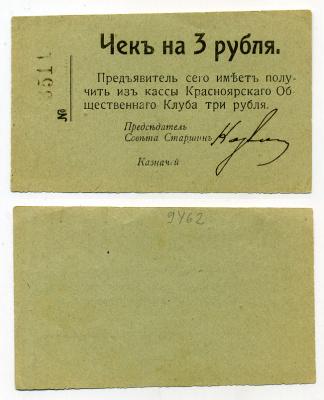 Чекъ на 3 рубля.
Предъявитель сего имѣетъ полу-
чить изъ кассы Красноярскаго Об-
щественнаго Клуба три рубля.
№ 3511
Предсѣдатель
Совѣта Старшинъ
Казначей
9462